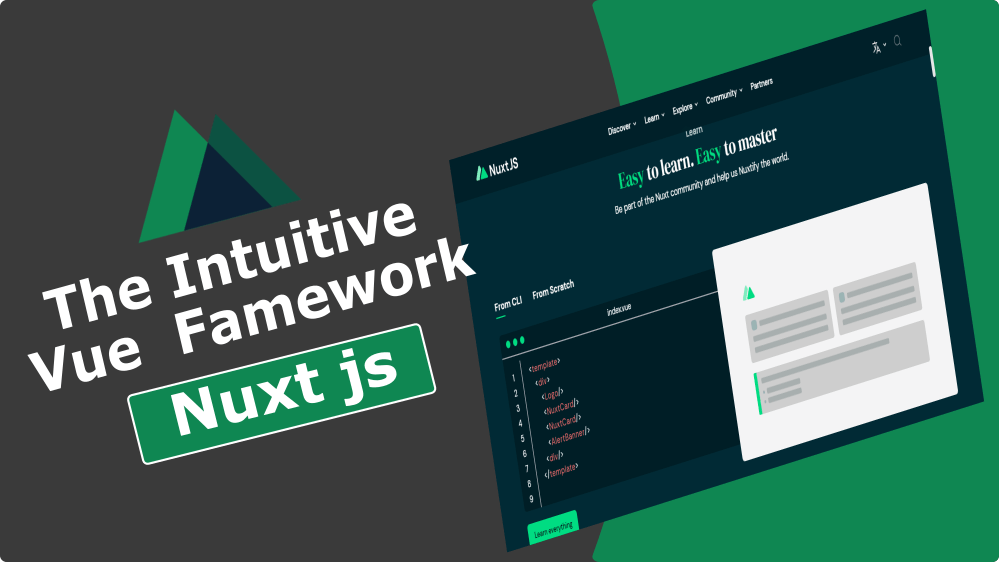 The Intuitive
Vue Famework
Nuxt js
NuxtJS
Discover
Learn
Explore
Community
Partners
Learn
Easy to learn. Easy to master
Be part of the Nuxt community and help us Nuxtify the world.
From CLI
From Scratch
index.vue
1 <template>
2 <div>
3 <Logo/>
4 <NuxtCard/>
5 <NuxtCard/>
6 <AlertBanner/>
7 <div/>
8 </template>
9
Learn everything